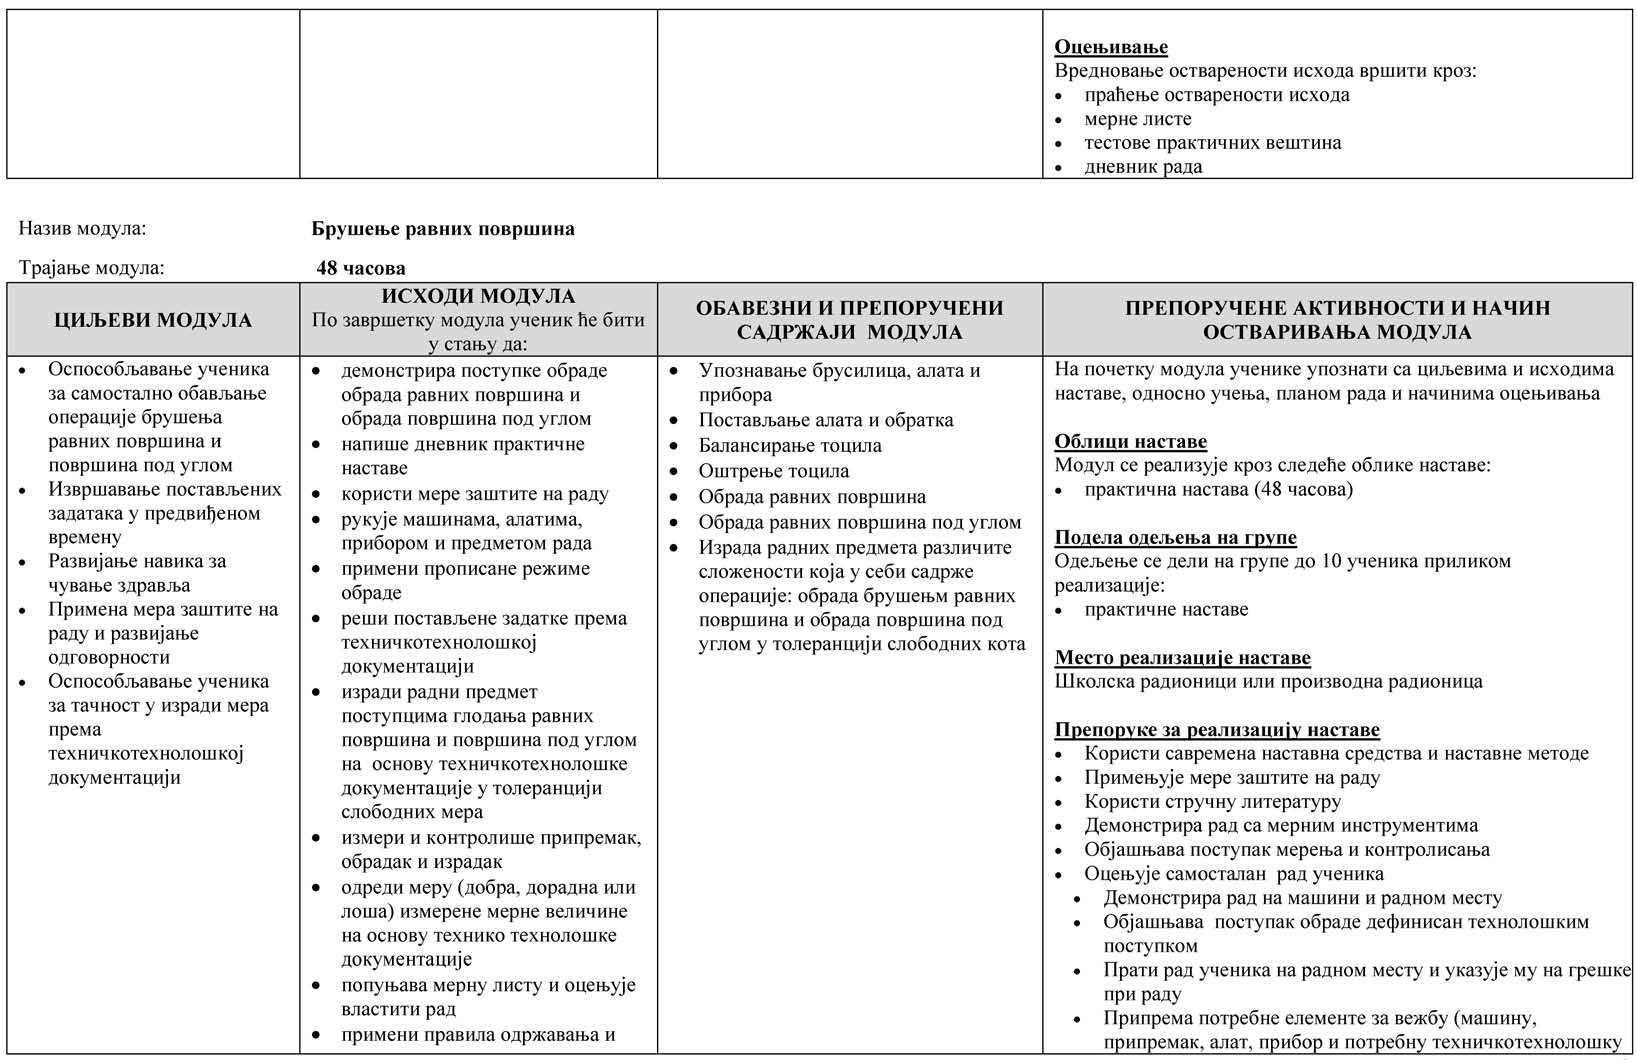 Оцењивање
Вредновање остварености исхода вршити кроз:
• праћење остварености исхода
• мерне листе
• тестове практичних вештина
• дневник рада
Назив модула: Брушење равних површина
Трајање модула: 48 часова
ЦИЉЕВИ МОДУЛА
ИСХОДИ МОДУЛА
По завршетку модула ученик ће бити
у стању да:
ОБАВЕЗНИ И ПРЕПОРУЧЕНИ
САДРЖАЈИ МОДУЛА
ПРЕПОРУЧЕНЕ АКТИВНОСТИ И НАЧИН
ОСТВАРИВАЊА МОДУЛА
• Оспособљавање ученика
за самостално обављање
операције брушења
равних површина и
површина под углом
• Извршавање постављених
задатака у предвиђеном
времену
• Развијање навика за
чување здравља
• Примена мера заштите на
раду и развијање
одговорности
• Оспособљавање ученика
за тачност у изради мера
према
техничкотехнолошкој
документацији
• демонстрира поступке обраде
обрада равних површина и
обрада површина под углом
• напише дневник практичне
наставе
• користи мере заштите на раду
• рукује машинама, алатима,
прибором и предметом рада
• примени прописане режиме
обраде
• реши постављене задатке према
техничкотехнолошкој
документацији
• изради радни предмет
поступцима глодања равних
површина и површина под углом
на основу техничкотехнолошке
документације у толеранцији
слободних мера
• измери и контролише припремак,
обрадак и израдак
• одреди меру (добра, дорадна или
лоша) измерене мерне величине
на основу технико технолошке
документације
• попуњава мерну листу и оцењује
властити рад
• примени правила одржавања и
• Упознавање брусилица, алата и
прибора
• Постављање алата и обратка
• Балансирање тоцила
• Оштрење тоцила
• Обрада равних површина
• Обрада равних површина под углом
• Израда радних предмета различите
сложености која у себи садрже
операције: обрада брушењм равних
површина и обрада површина под
углом у толеранцији слободних кота
На почетку модула ученике упознати са циљевима и исходима
наставе, односно учења, планом рада и начинима оцењивања
Облици наставе
Модул се реализује кроз следеће облике наставе:
• практична настава (48 часова)
Подела одељења на групе
Одељење се дели на групе до 10 ученика приликом
реализације:
• практичне наставе
Место реализације наставе
Школска радионици или производна радионица
Препоруке за реализацију наставе
• Користи савремена наставна средства и наставне методе
• Примењује мере заштите на раду
• Користи стручну литературу
• Демонстрира рад са мерним инструментима
• Објашњава поступак мерења и контролисања
• Оцењује самосталан рад ученика
• Демонстрира рад на машини и радном месту
• Објашњава поступак обраде дефинисан технолошким
поступком
• Прати рад ученика на радном месту и указује му на грешке
при раду
• Припрема потребне елементе за вежбу (машину,
припремак, алат, прибор и потребну техничкотехнолошку